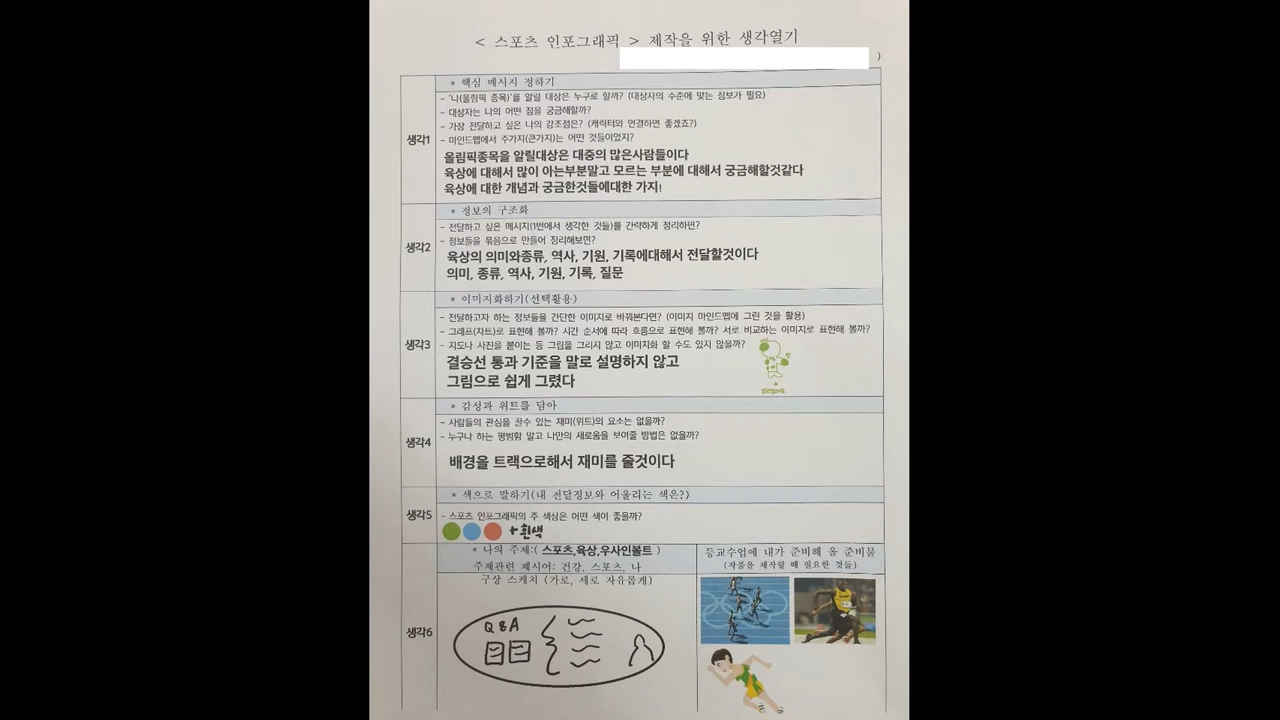 < 스포츠 인포그래픽 > 제작을 위한 생각열기
)
* 핵심 메시지 정하기
생각1
- '나(올림픽 종목)'를 알릴 대상은 누구로 할까? (대상자의 수준에 맞는 정보가 필요)
- 대상자는 나의 어떤 점을 궁금해할까?
- 가장 전달하고 싶은 나의 강조점은? (캐릭터와 연결하면 좋겠죠?)
- 마인드맵에서 주가지(큰가지)는 어떤 것들이었지?
올림픽종목을 알릴대상은 대중의 많은사람들이다
육상에 대해서 많이 아는부분말고 모르는 부분에 대해서 궁금해할것같다
육상에 대한 개념과 궁금한것들에대한 가지!
* 정보의 구조화
생각2
- 전달하고 싶은 메시지(1번에서 생각한 것들)를 간략하게 정리하면?
- 정보들을 묶음으로 만들어 정리해보면?
육상의 의미와종류, 역사, 기원, 기록에대해서 전달할것이다
의미, 종류, 역사, 기원, 기록, 질문
* 이미지화하기(선택활용)
생각3
- 전달하고자 하는 정보들을 간단한 이미지로 바꿔본다면? (이미지 마인드맵에 그린 것을 활용)
- 그래프(차트)로 표현해 볼까? 시간 순서에 따라 흐름으로 표현해 볼까? 서로 비교하는 이미지로 표현해 볼까?
- 지도나 사진을 붙이는 등 그림을 그리지 않고 이미지화 할 수도 있지 않을까?
결승선 통과 기준을 말로 설명하지 않고
그림으로 쉽게 그렸다
* 감성과 위트를 담아
생각4
- 사람들의 관심을 끌수 있는 재미(위트)의 요소는 없을까?
- 누구나 하는 평범함 말고 나만의 새로움을 보여줄 방법은 없을까?
배경을 트랙으로해서 재미를 줄것이다
* 색으로 말하기(내 전달정보와 어울리는 색은?)
생각5
- 스포츠 인포그래픽의 주 색상은 어떤 색이 좋을까?
+흰색
* 나의 주제:( 스포츠,육상,우사인볼트 )
주제관련 제시어: 건강, 스포츠, 나
구상 스케치 (가로, 세로 자유롭게)
생각6
Q & A
등교수업에 내가 준비해 올 준비물
(작품을 제작할 때 필요한 것들)